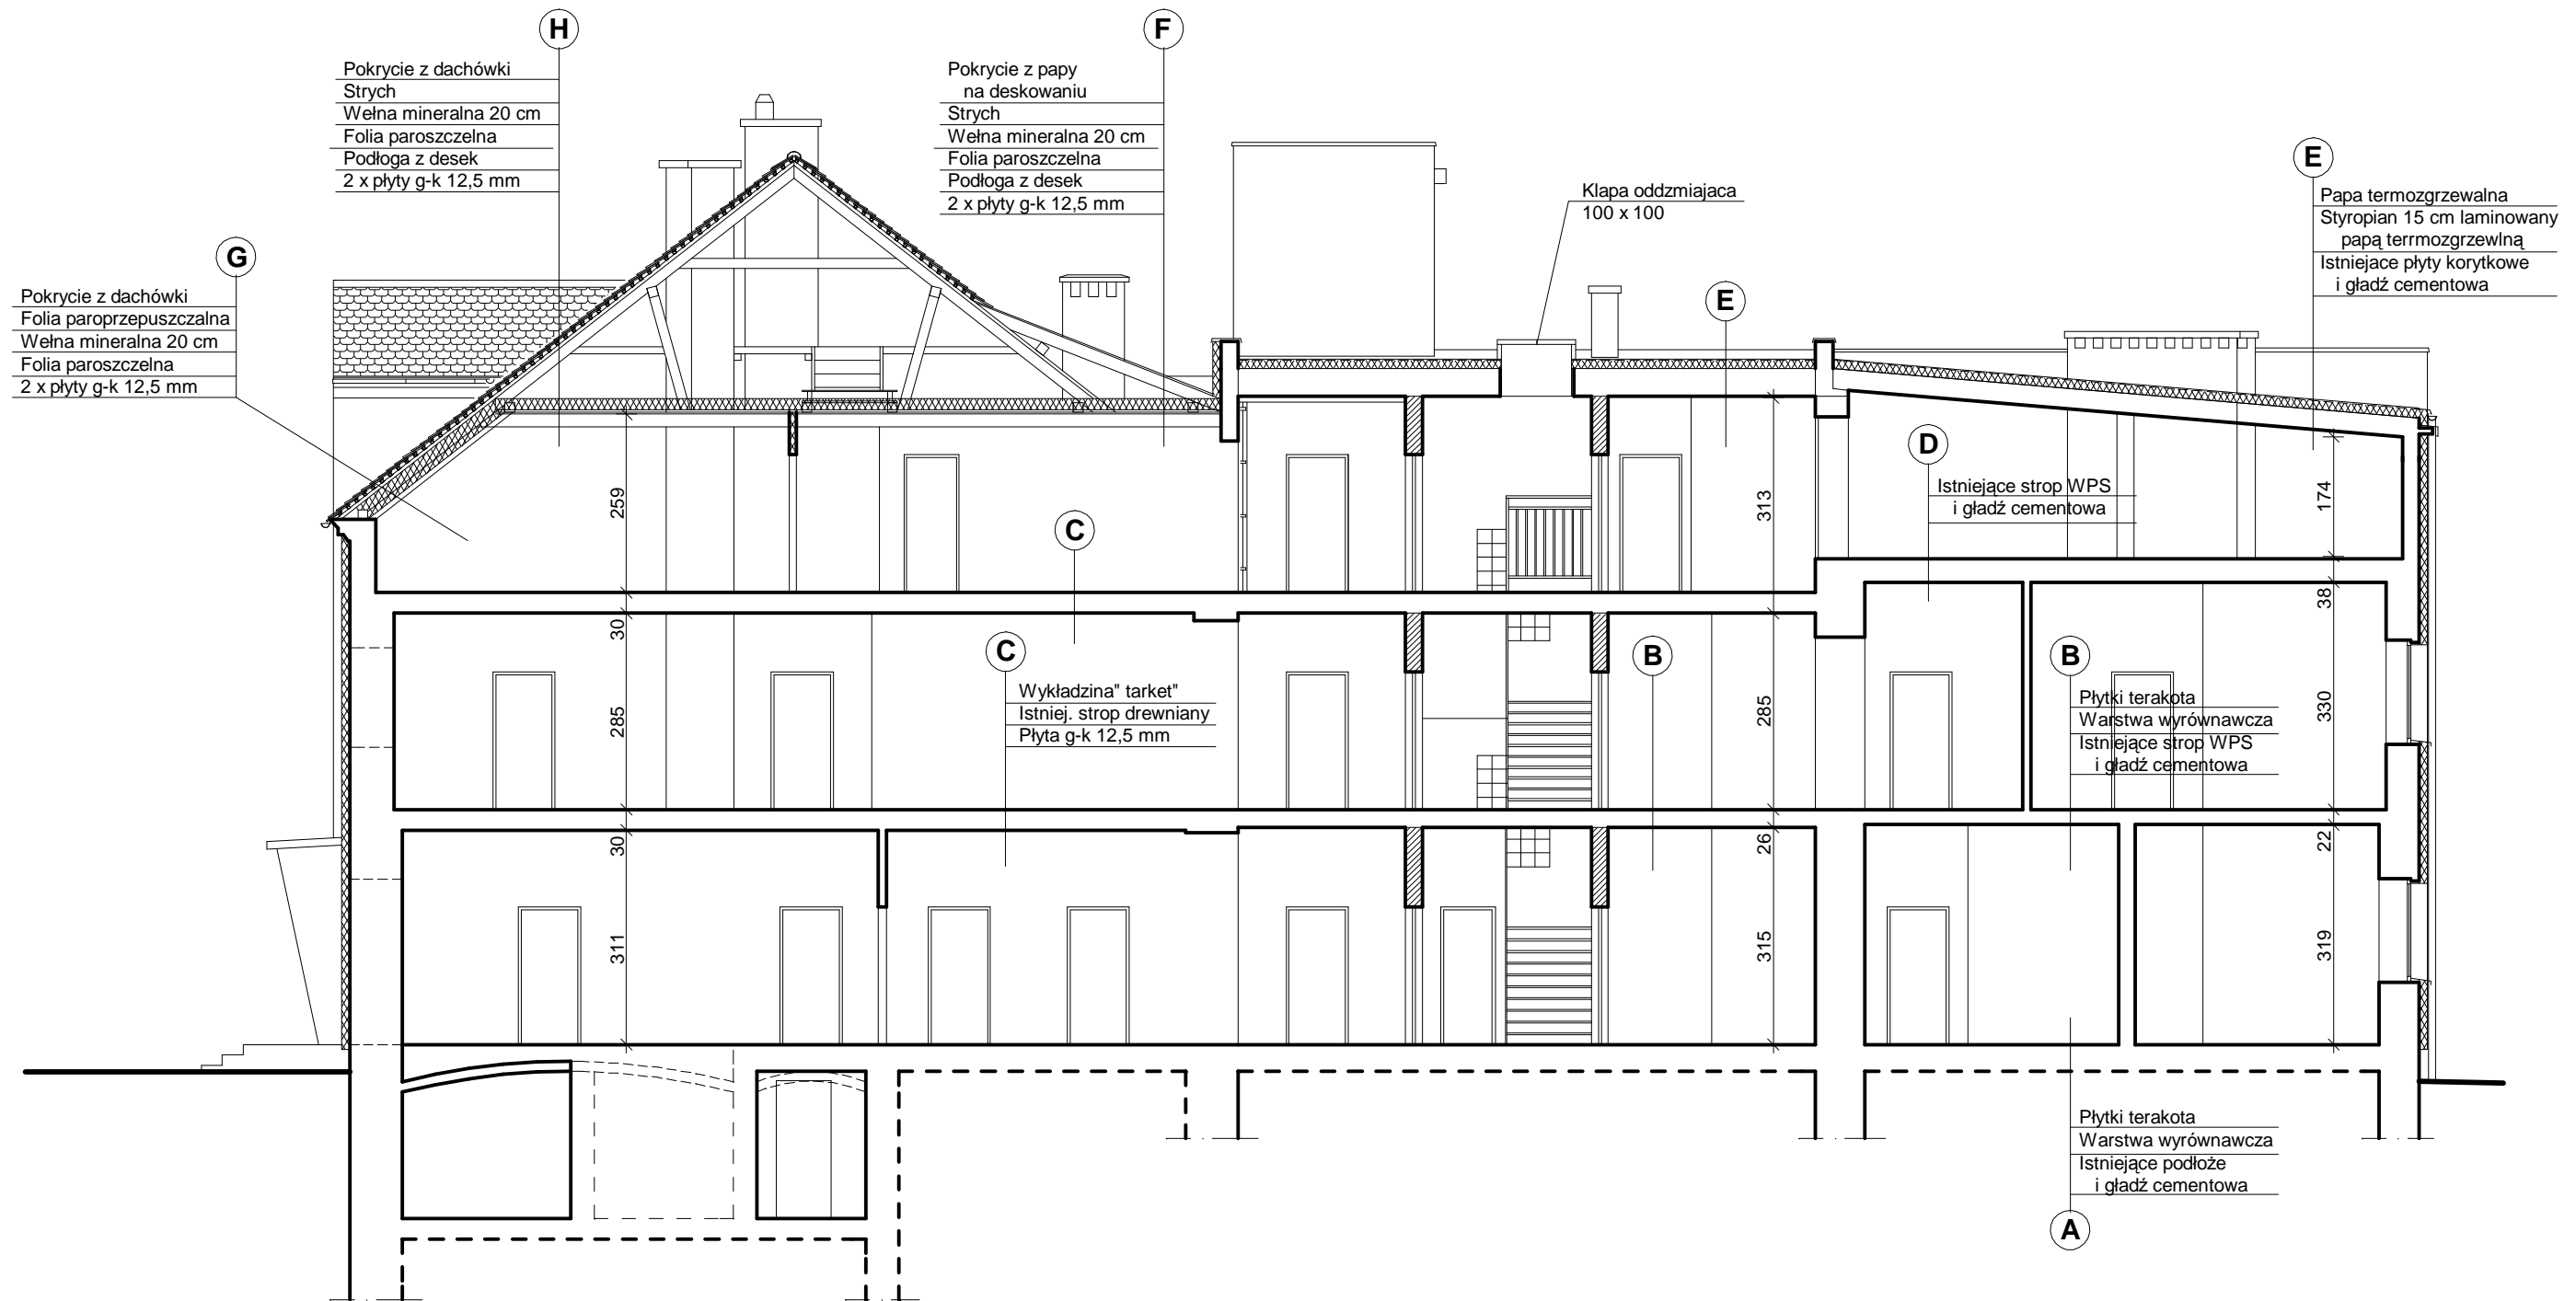 H
Pokrycie z dachówki
Strych
Wełna mineralna 20 cm
Folia paroszczelna
Podłoga z desek
2 x płyty g-k 12,5 mm
F
Pokrycie z papy
na deskowaniu
Strych
Wełna mineralna 20 cm
Folia paroszczelna
Podłoga z desek
2 x płyty g-k 12,5 mm
Klapa oddzmiajaca
100 x 100
E
Papa termozgrzewalna
Styropian 15 cm laminowany
papą terrmozgrzewlną
Istniejace płyty korytkowe
i gładź cementowa
G
Pokrycie z dachówki
Folia paroprzepuszczalna
Wełna mineralna 20 cm
Folia paroszczelna
2 x płyty g-k 12,5 mm
E
D
Istniejące strop WPS
i gładź cementowa
259
C
313
174
30
38
C
Wykładzina" tarket"
Istniej. strop drewniany
Płyta g-k 12,5 mm
B
B
Płytki terakota
Warstwa wyrównawcza
Istniejące strop WPS
i gładź cementowa
285
285
330
30
26
22
311
315
319
Płytki terakota
Warstwa wyrównawcza
Istniejące podłoże
i gładź cementowa
A